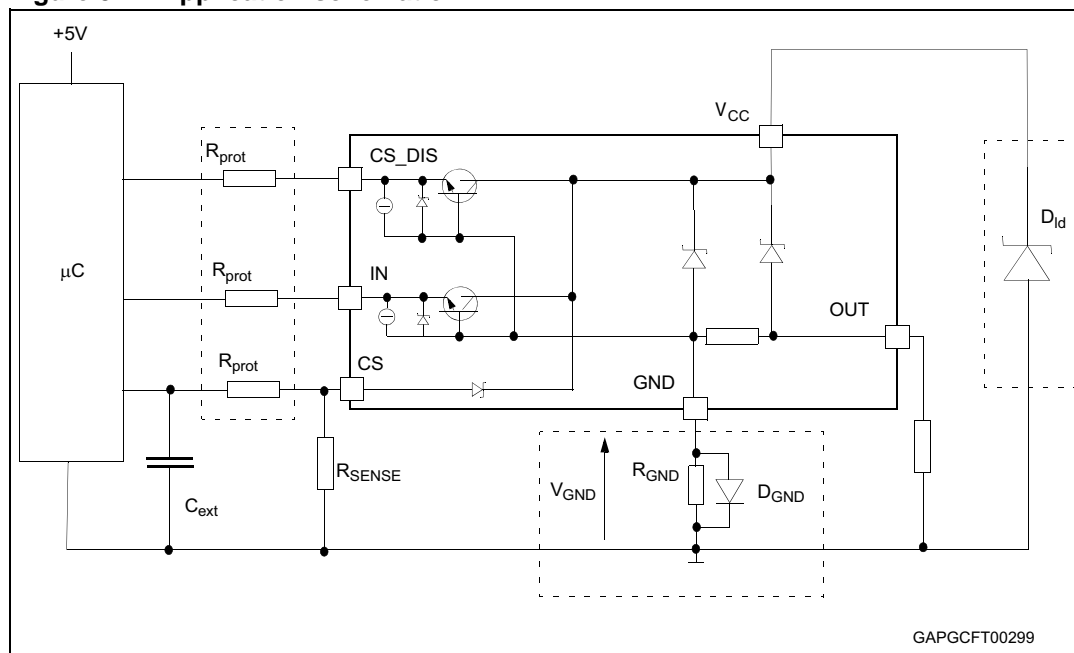 +5V
V_CC
R_prot
CS_DIS
D_ld
μC
R_prot
IN
OUT
R_prot
CS
GND
R_SENSE
R_GND
V_GND
D_GND
C_ext
GAPGCFT00299